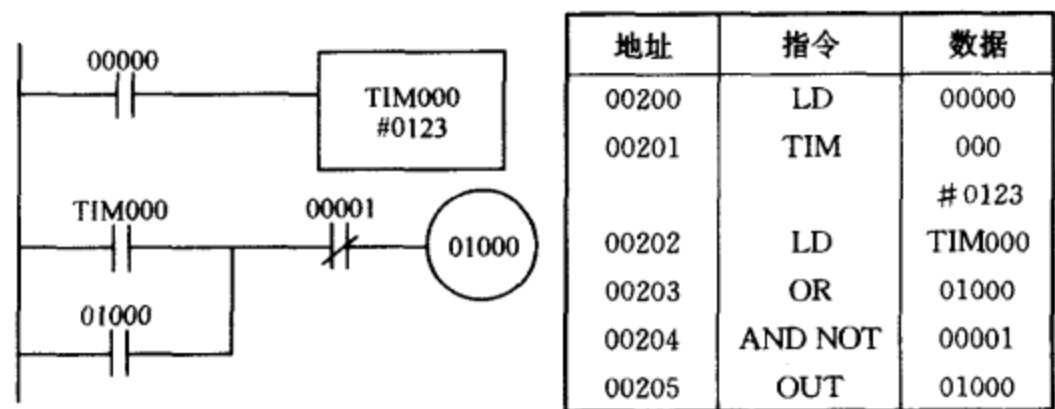 00000
TIM000
#0123
TIM000
00001
01000
01000
地址 指令 数据
00200 LD 00000
00201 TIM 000
#0123
00202 LD TIM000
00203 OR 01000
00204 AND NOT 00001
00205 OUT 01000